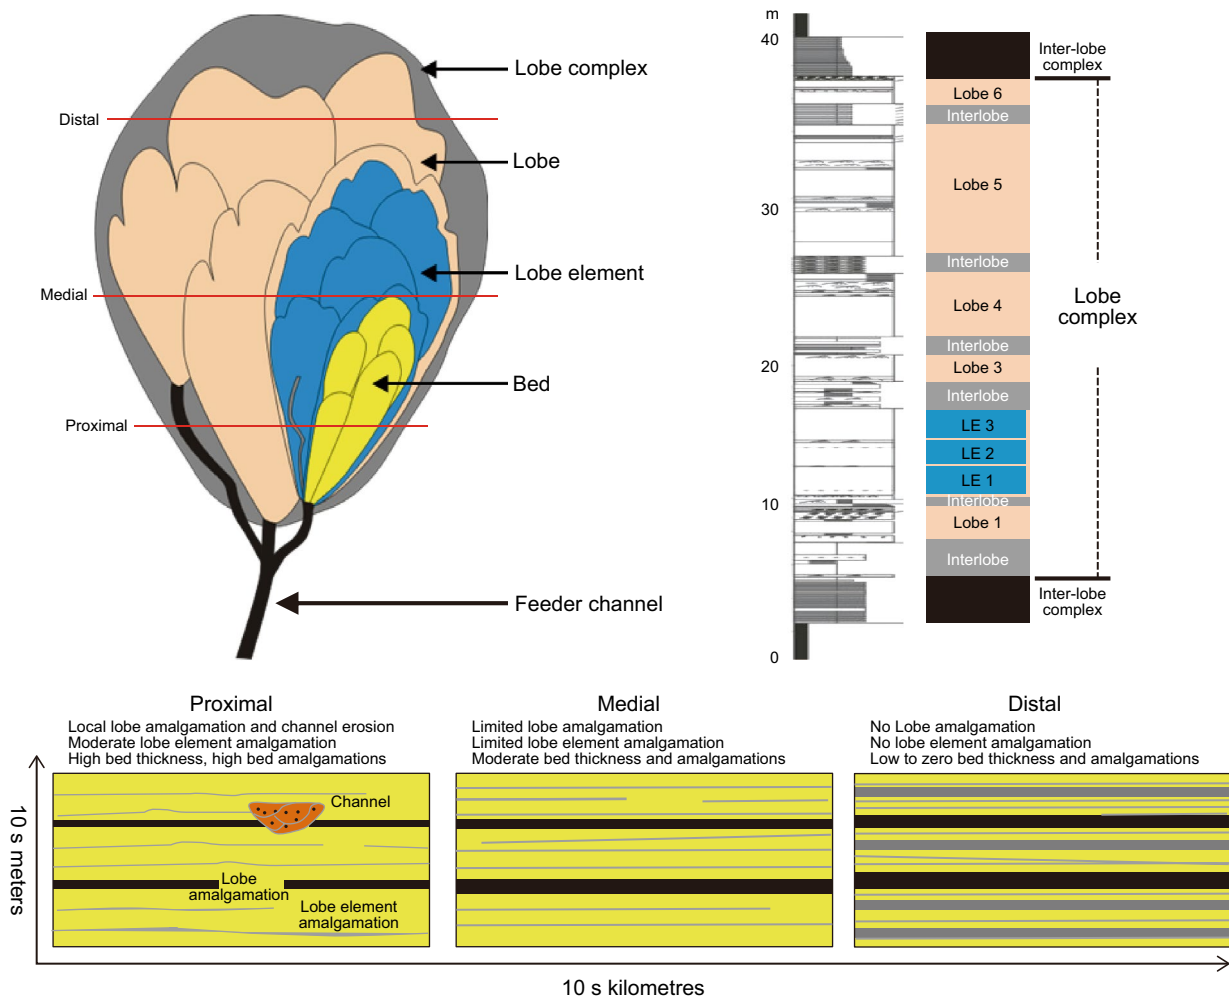 Lobe complex
Distal
Lobe
Lobe element
Medial
Bed
Proximal
Feeder channel
m
40
30
20
10
0
Inter-lobe
complex
Lobe 6
Interlobe
Lobe 5
Interlobe
Lobe 4
Lobe
complex
Interlobe
Lobe 3
Interlobe
LE 3
LE 2
LE 1
Interlobe
Lobe 1
Interlobe
Inter-lobe
complex
Proximal
Local lobe amalgamation and channel erosion
Moderate lobe element amalgamation
High bed thickness, high bed amalgamations
Channel
Lobe
amalgamation
Lobe element
amalgamation
Medial
Limited lobe amalgamation
Limited lobe element amalgamation
Moderate bed thickness and amalgamations
Distal
No Lobe amalgamation
No lobe element amalgamation
Low to zero bed thickness and amalgamations
10 s meters
10 s kilometres